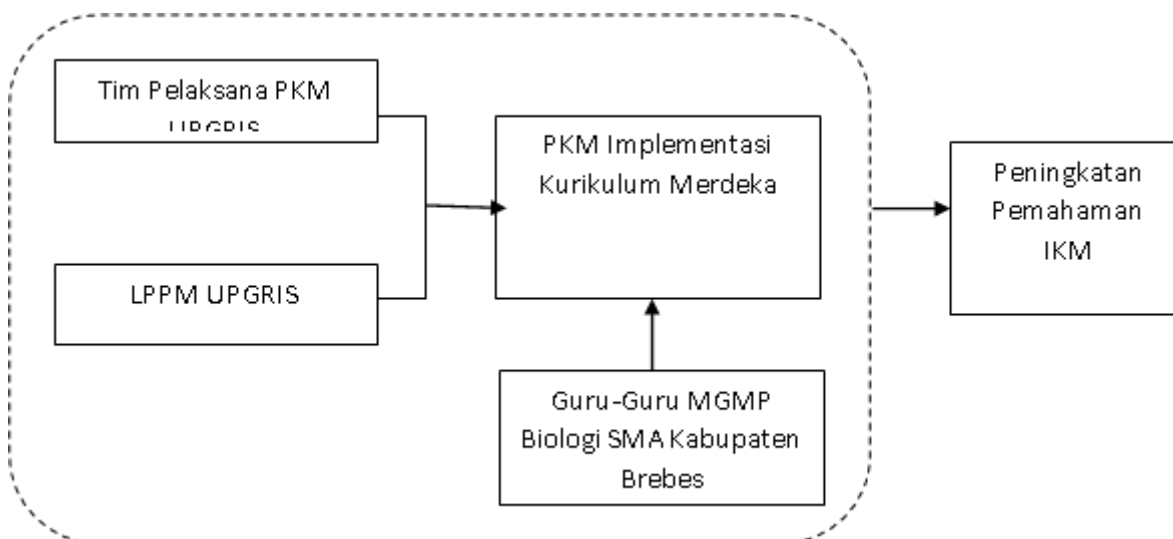 Tim Pelaksana PKM
UPGRIS
LPPM UPGRIS
PKM Implementasi
Kurikulum Merdeka
Guru-Guru MGMP
Biologi SMA Kabupaten
Brebes
Peningkatan
Pemahaman
IKM